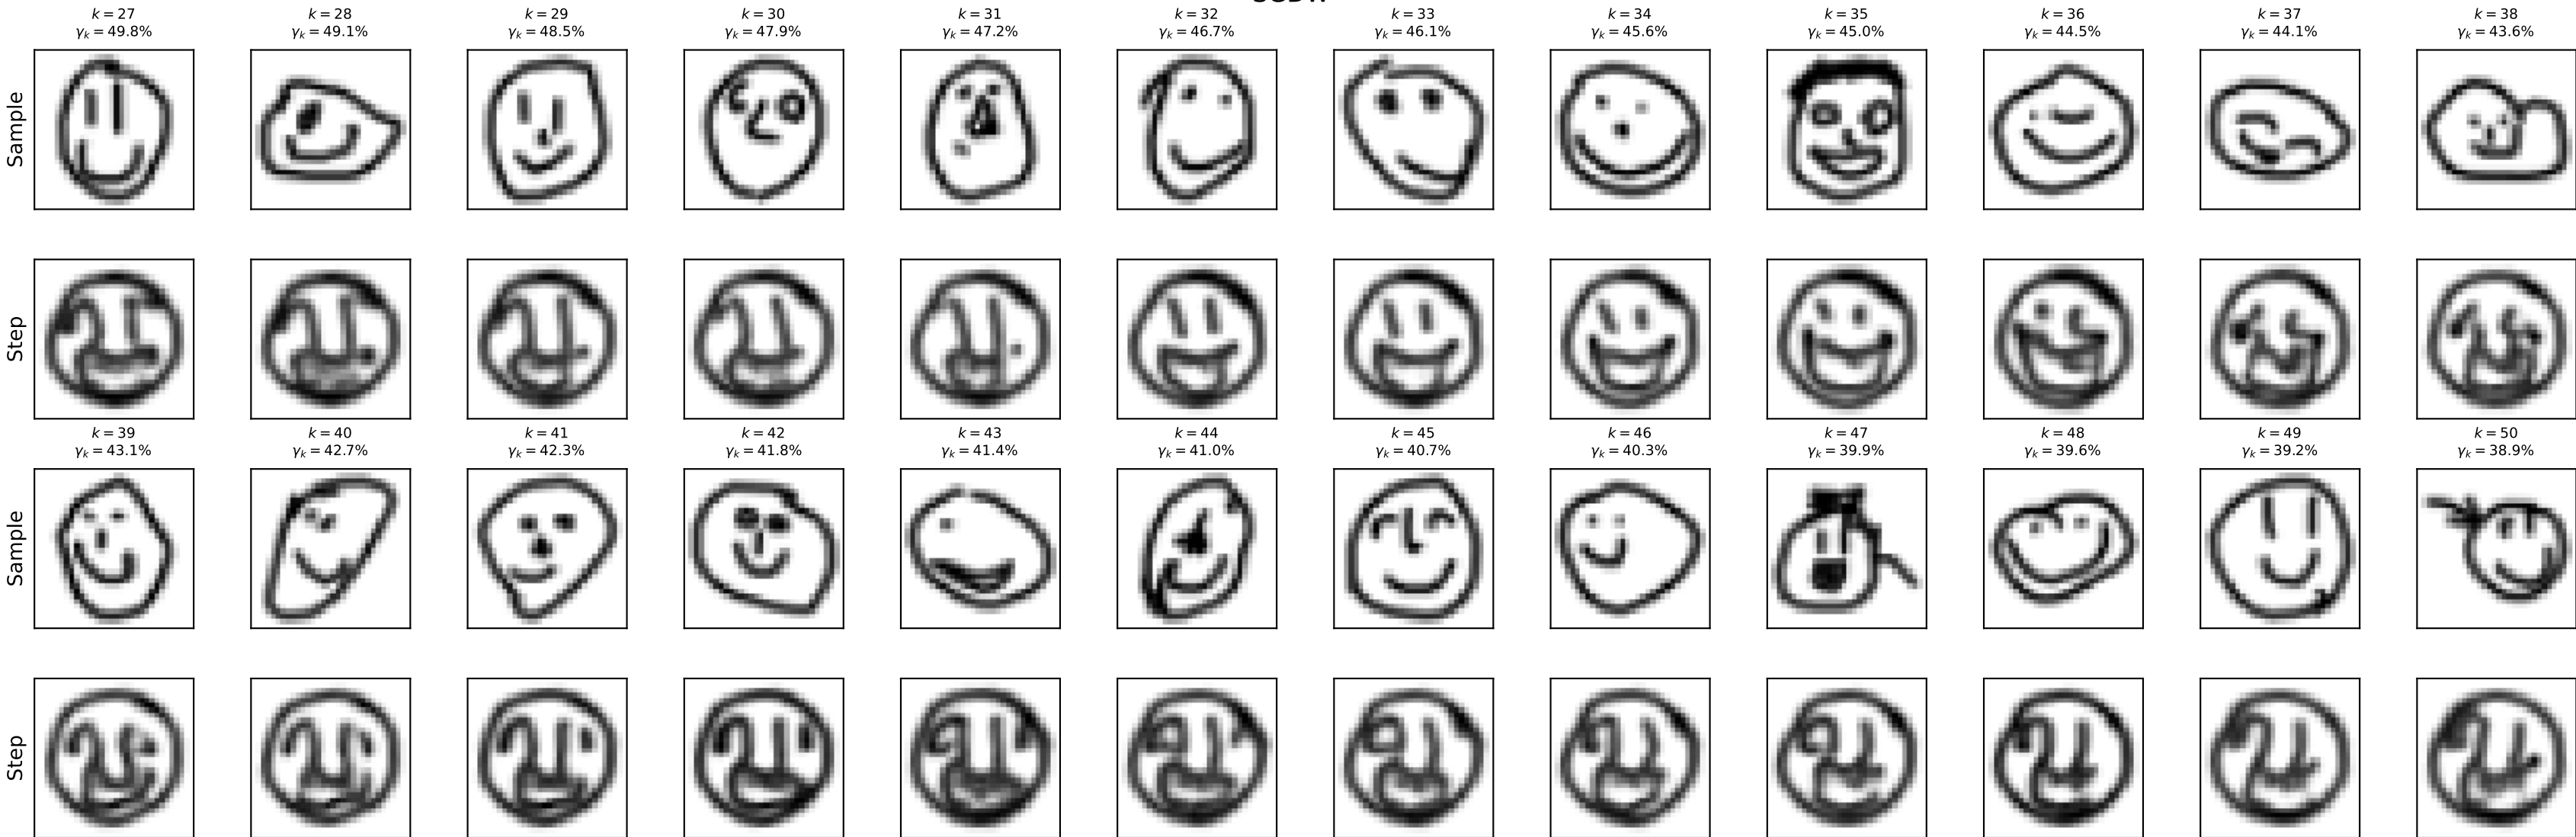 k = 27 k = 28 k = 29 k = 30 k = 31 k = 32 k = 33 k = 34 k = 35 k = 36 k = 37 k = 38
γₖ = 49.8% γₖ = 49.1% γₖ = 48.5% γₖ = 47.9% γₖ = 47.2% γₖ = 46.7% γₖ = 46.1% γₖ = 45.6% γₖ = 45.0% γₖ = 44.5% γₖ = 44.1% γₖ = 43.6%
Sample
Step
k = 39 k = 40 k = 41 k = 42 k = 43 k = 44 k = 45 k = 46 k = 47 k = 48 k = 49 k = 50
γₖ = 43.1% γₖ = 42.7% γₖ = 42.3% γₖ = 41.8% γₖ = 41.4% γₖ = 41.0% γₖ = 40.7% γₖ = 40.3% γₖ = 39.9% γₖ = 39.6% γₖ = 39.2% γₖ = 38.9%
Sample
Step